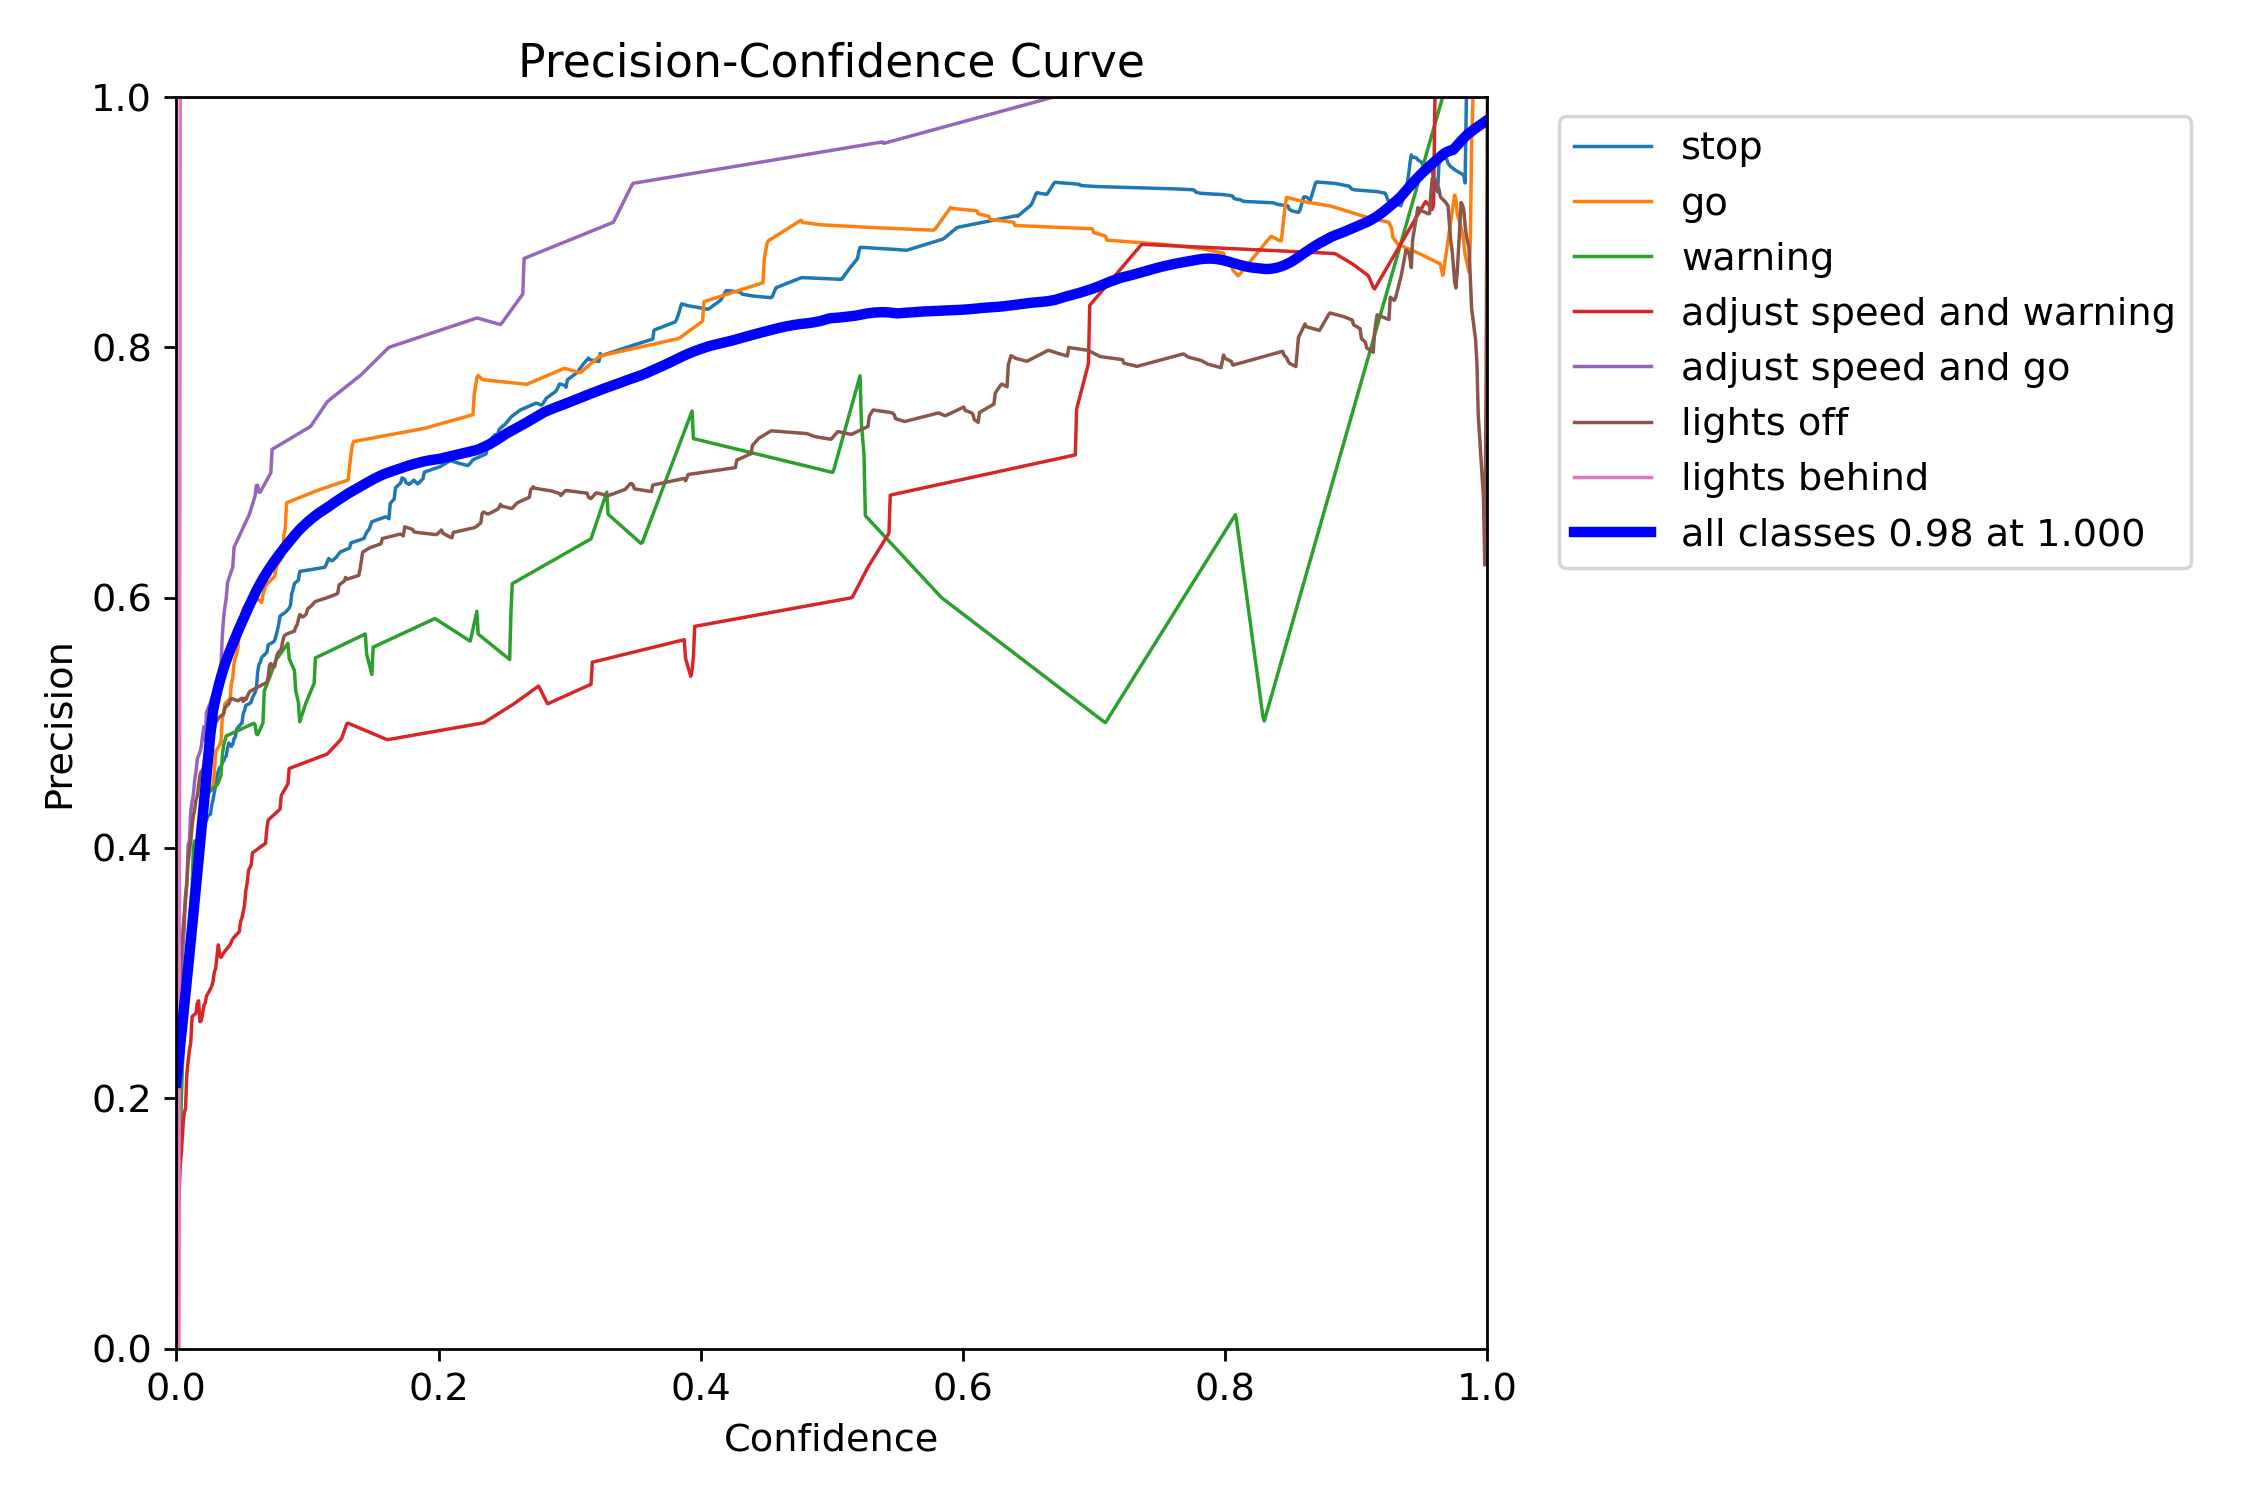 Precision-Confidence Curve
1.0
0.8
0.6
0.4
0.2
0.0
Precision
0.0 0.2 0.4 0.6 0.8 1.0
Confidence
stop
go
warning
adjust speed and warning
adjust speed and go
lights off
lights behind
all classes 0.98 at 1.000